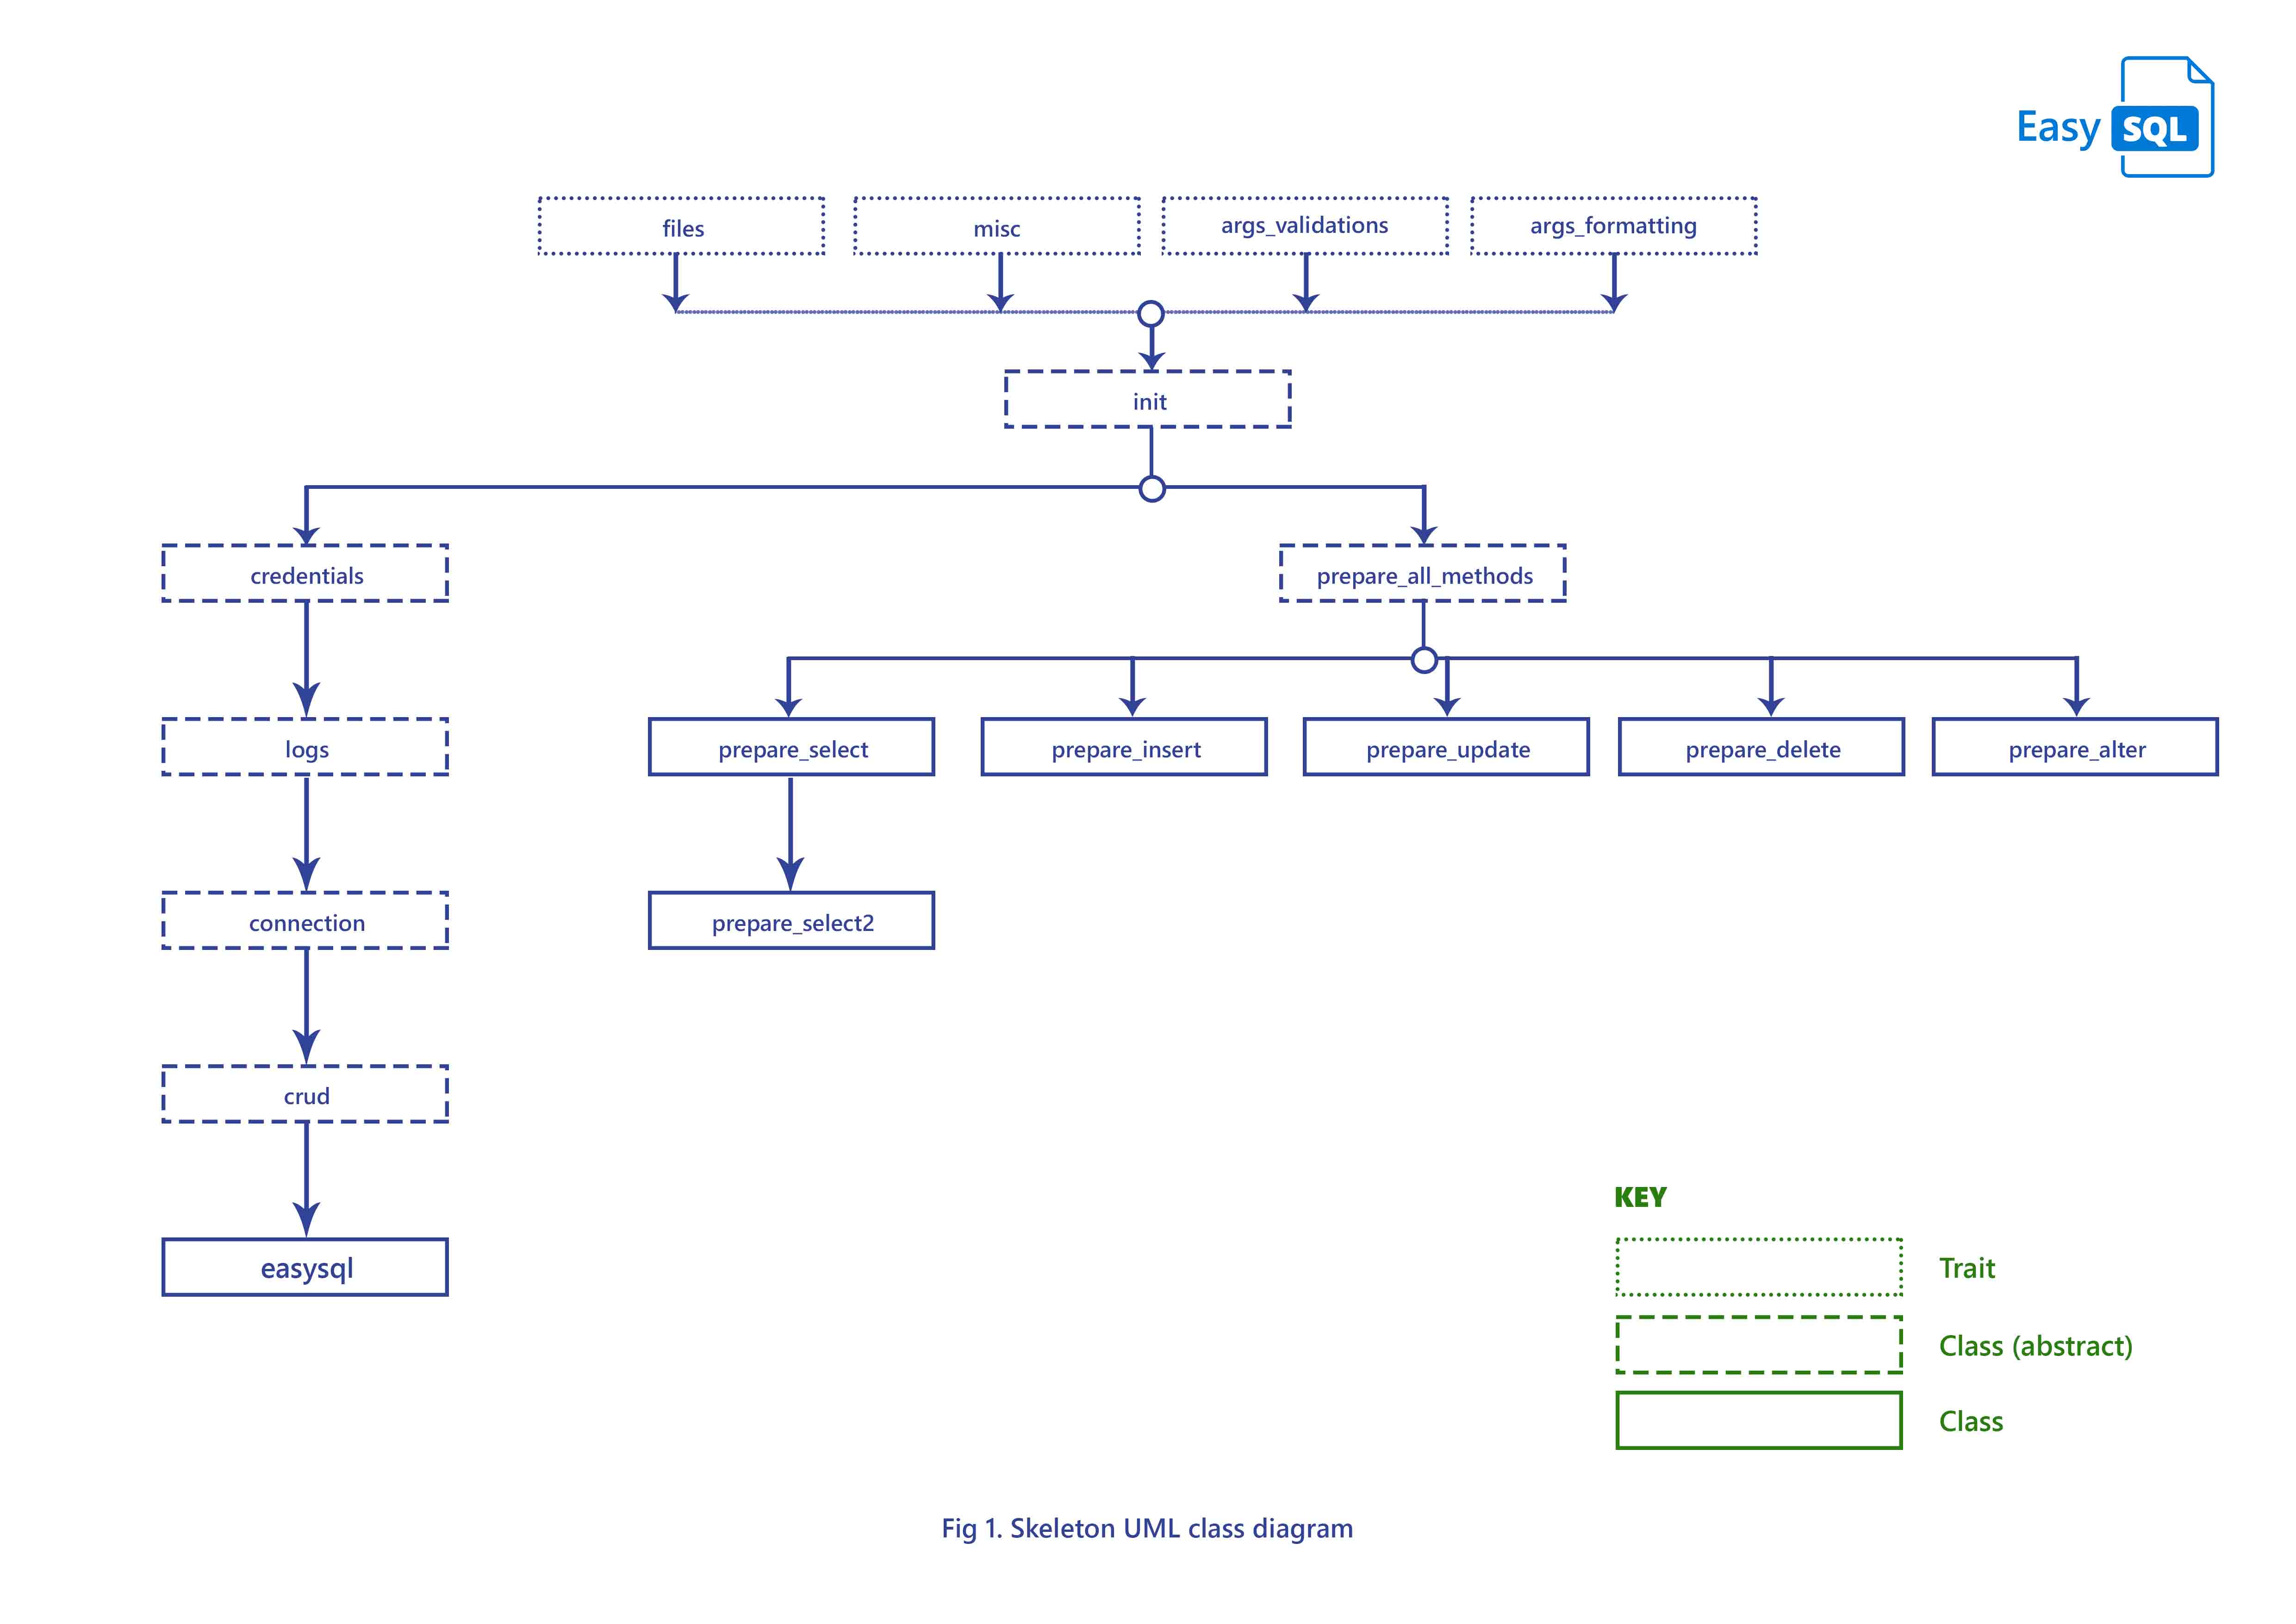 Easy SQL
files
misc
args_validations
args_formatting
init
credentials
prepare_all_methods
logs
prepare_select
prepare_insert
prepare_update
prepare_delete
prepare_alter
connection
prepare_select2
crud
easysql
KEY
Trait
Class (abstract)
Class
Fig 1. Skeleton UML class diagram